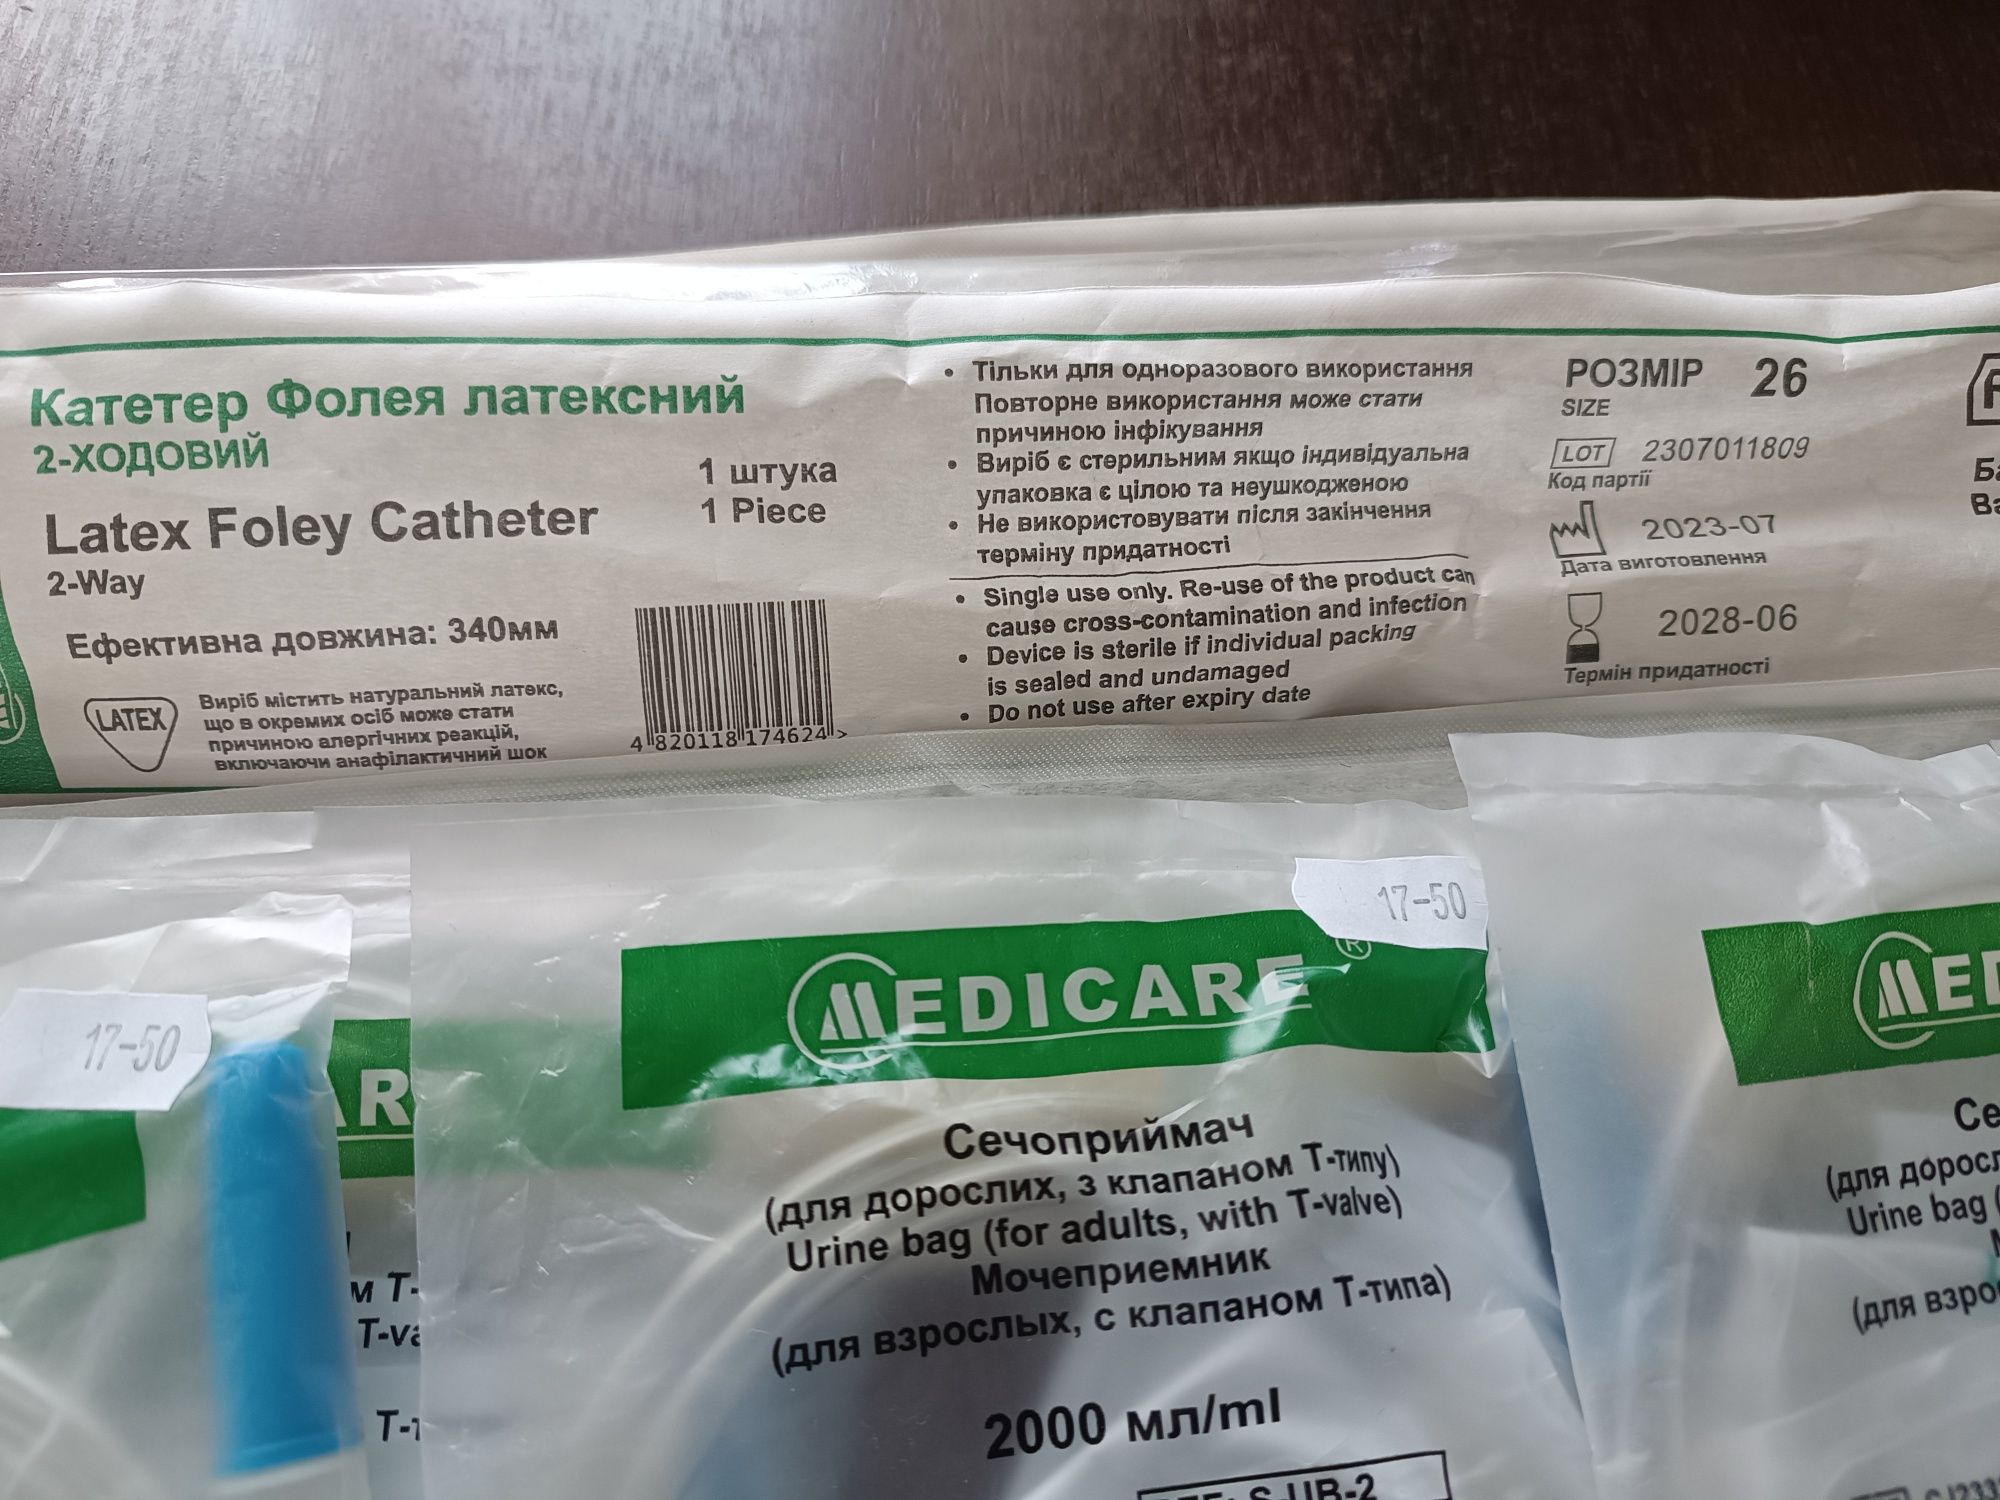 Катетер Фолея латексний
2-ХОДОВИЙ
Latex Foley Catheter
2-Way
1 штука
1 Piece
Ефективна довжина: 340мм
LATEX
Виріб містить натуральний латекс,
що в окремих осіб може стати
причиною алергічних реакцій,
включаючи анафілактичний шок
4 820118 174624 >
• Тільки для одноразового використання
Повторне використання може стати
причиною інфікування
• Виріб є стерильним якщо індивідуальна
упаковка є цілою та неушкодженою
• Не використовувати після закінчення
терміну придатності
• Single use only. Re-use of the product can
cause cross-contamination and infection
• Device is sterile if individual packing
is sealed and undamaged
• Do not use after expiry date
РОЗМІР 26
SIZE
LOT 2307011809
Код партії
2023-07
Дата виготовлення
2028-06
Термін придатності
17-50
17-50
MEDICARE ®
Сечоприймач
(для дорослих, з клапаном Т-типу)
Urine bag (for adults, with T-valve)
Мочеприемник
(для взрослых, с клапаном Т-типа)
2000 мл/ml
S-UB-2
Urine bag